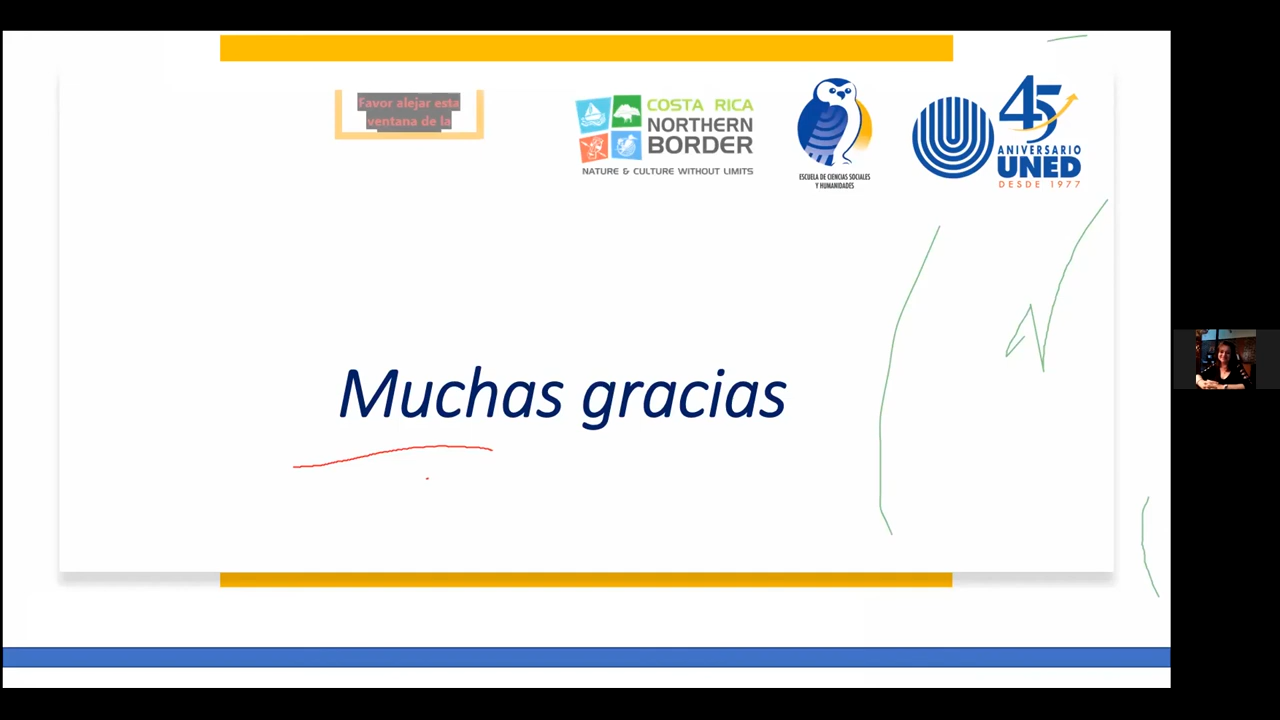 Favor alejar esta
ventana de la
COSTA RICA
NORTHERN
BORDER
NATURE & CULTURE WITHOUT LIMITS
ESCUELA DE CIENCIAS SOCIALES
Y HUMANIDADES
45
ANIVERSARIO
UNED
DESDE 1977
Muchas gracias